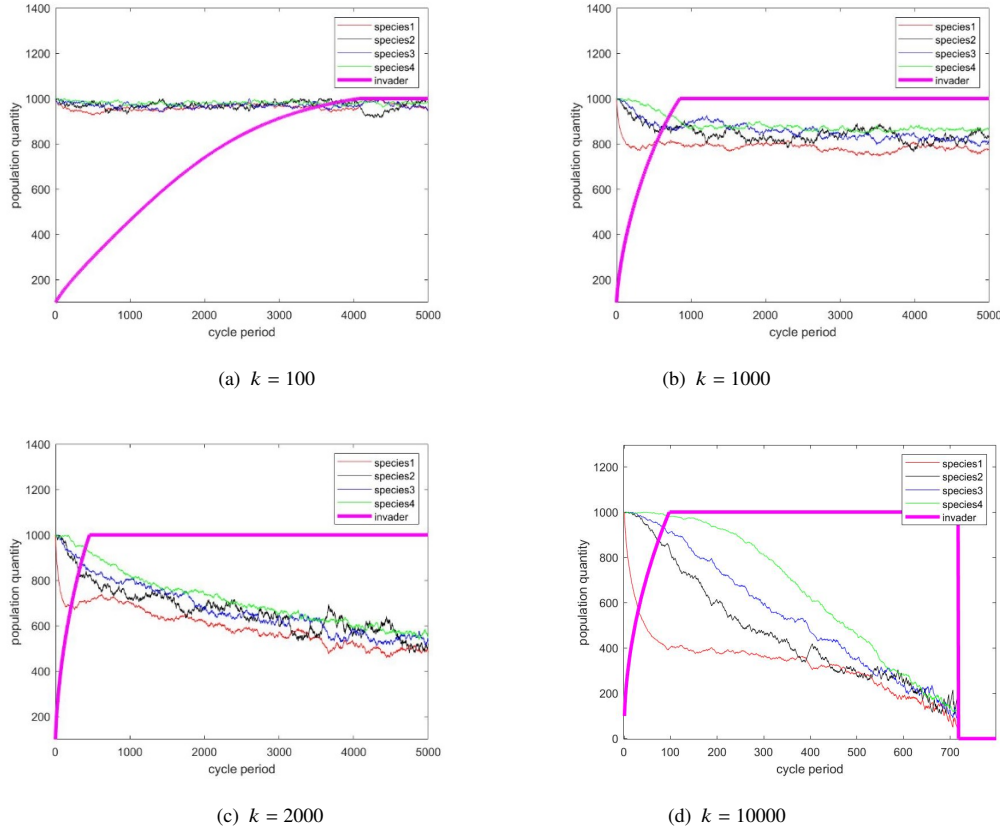 1400
1200
1000
800
600
400
200
population quantity
0 1000 2000 3000 4000 5000
cycle period
species1
species2
species3
species4
invader
(a) k = 100
1400
1200
1000
800
600
400
200
population quantity
0 1000 2000 3000 4000 5000
cycle period
species1
species2
species3
species4
invader
(b) k = 1000
1400
1200
1000
800
600
400
200
population quantity
0 1000 2000 3000 4000 5000
cycle period
species1
species2
species3
species4
invader
(c) k = 2000
1200
1000
800
600
400
200
0
population quantity
0 100 200 300 400 500 600 700
cycle period
species1
species2
species3
species4
invader
(d) k = 10000